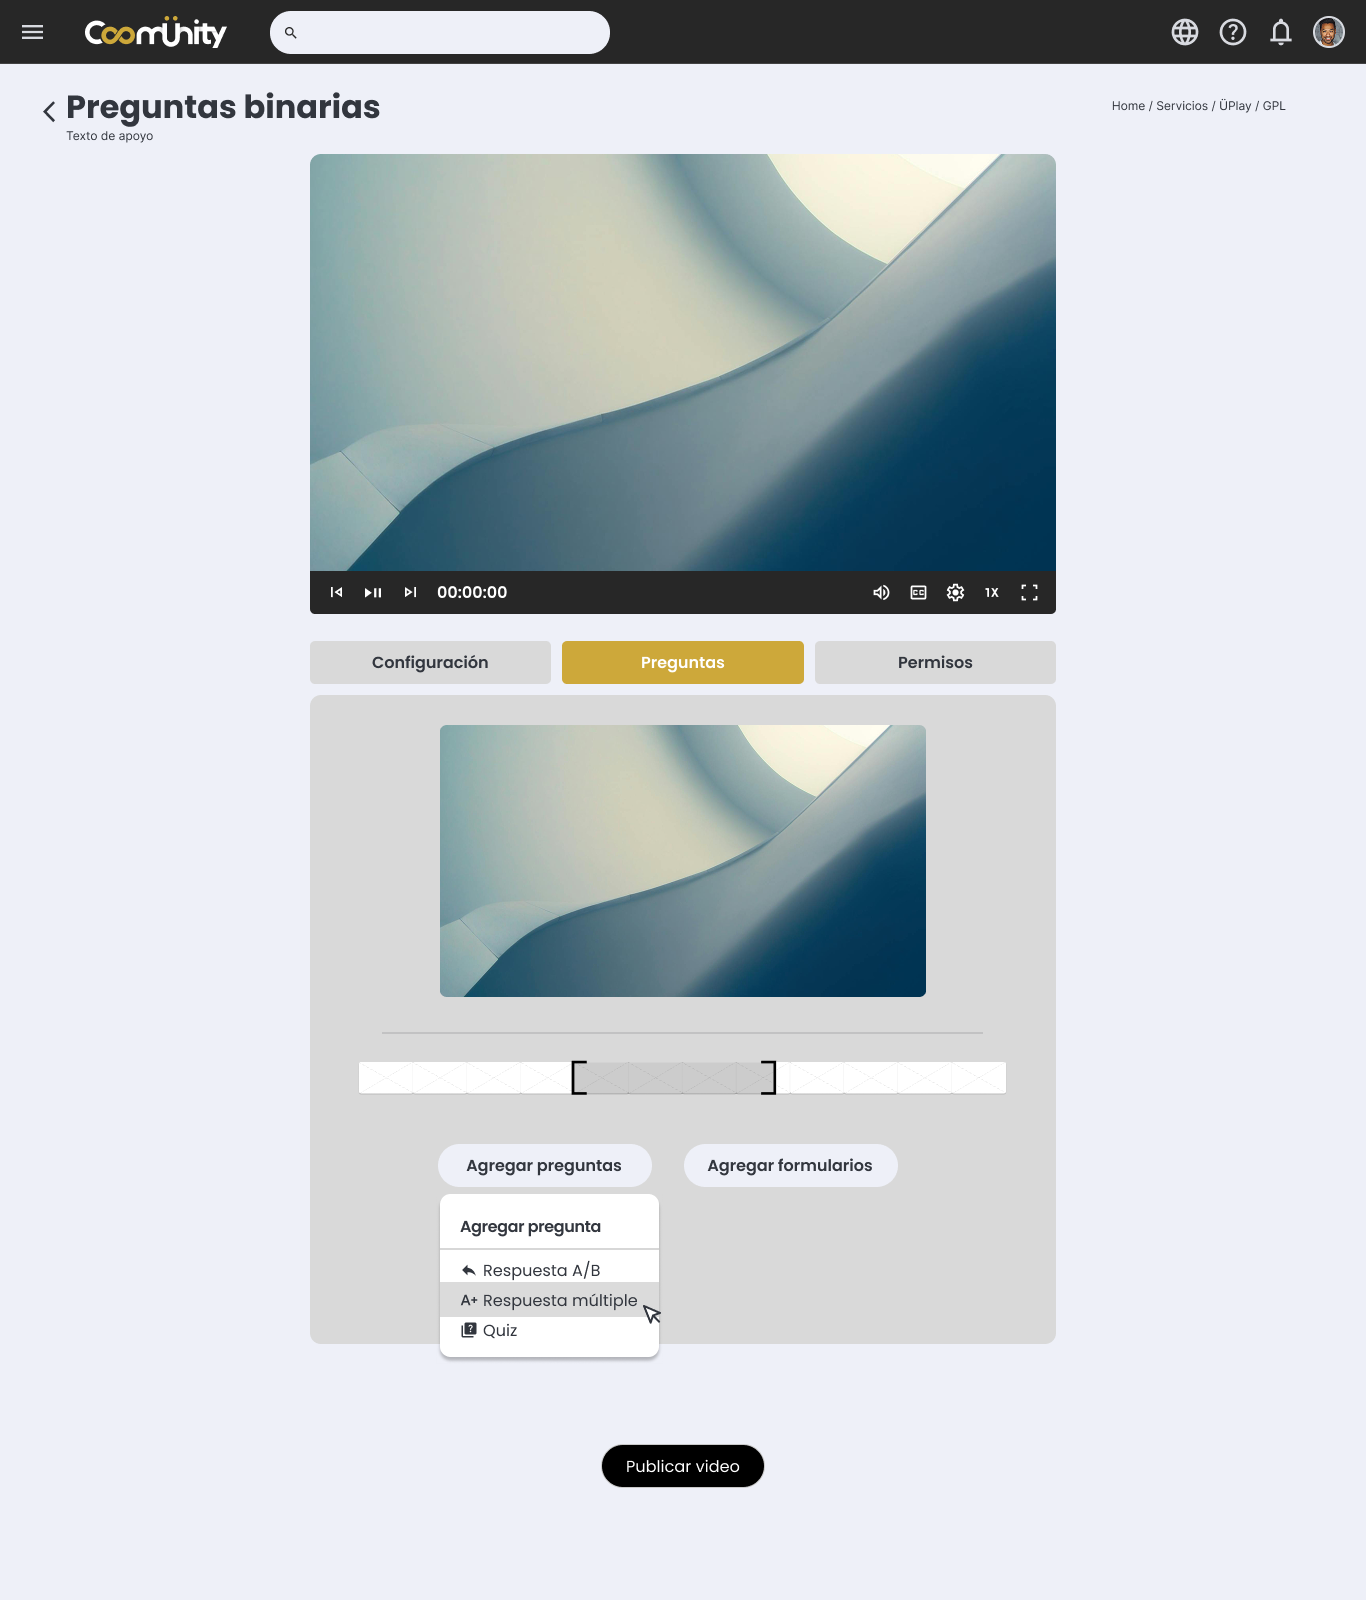 CoomÜnity
Preguntas binarias
Texto de apoyo
Home / Servicios / ÜPlay / GPL
00:00:00
CC
1X
Configuración
Preguntas
Permisos
Agregar preguntas
Agregar formularios
Agregar pregunta
Respuesta A/B
A+ Respuesta múltiple
Quiz
Publicar video